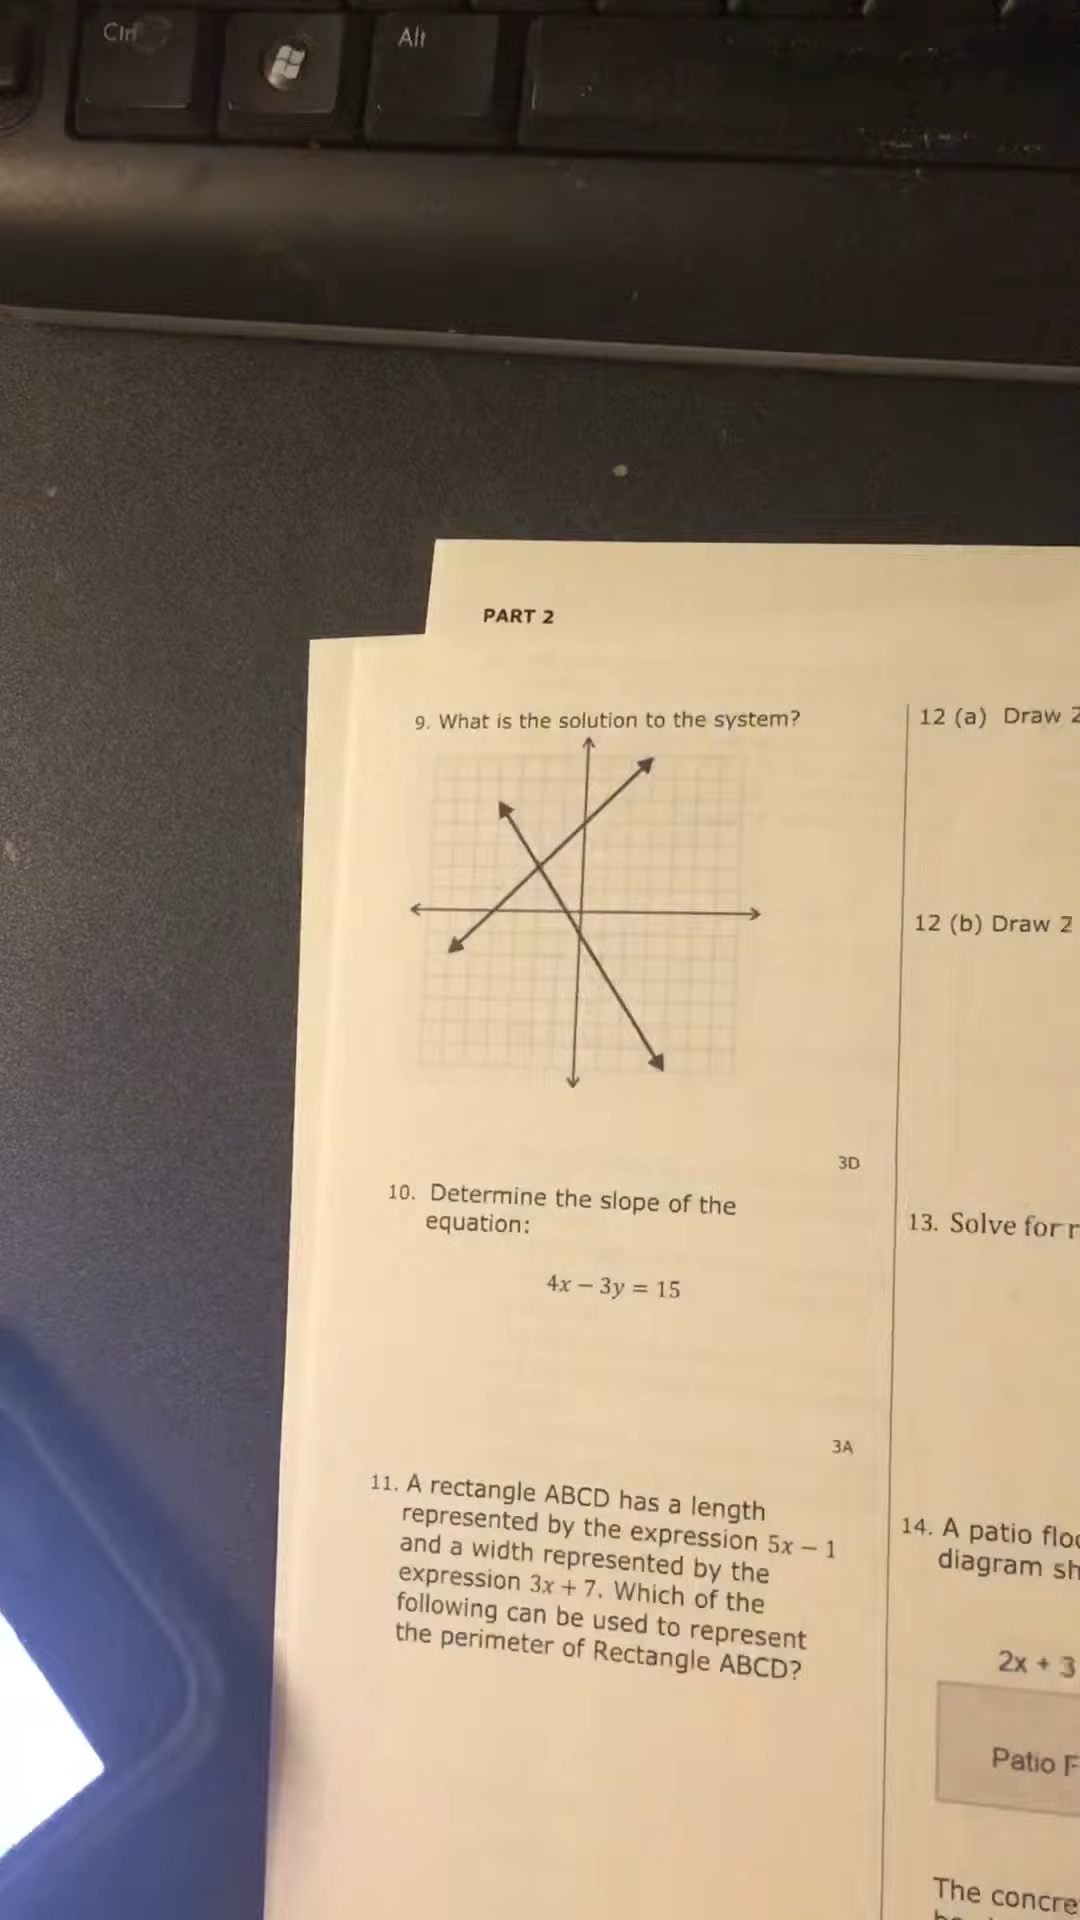 Ctrl
Alt
PART 2
9. What is the solution to the system?
3D
10. Determine the slope of the
equation:
4x – 3y = 15
3A
11. A rectangle ABCD has a length
represented by the expression 5x – 1
and a width represented by the
expression 3x + 7. Which of the
following can be used to represent
the perimeter of Rectangle ABCD?
12 (a) Draw 2
12 (b) Draw 2
13. Solve for r
14. A patio
diagram
2x + 3
Patio
The